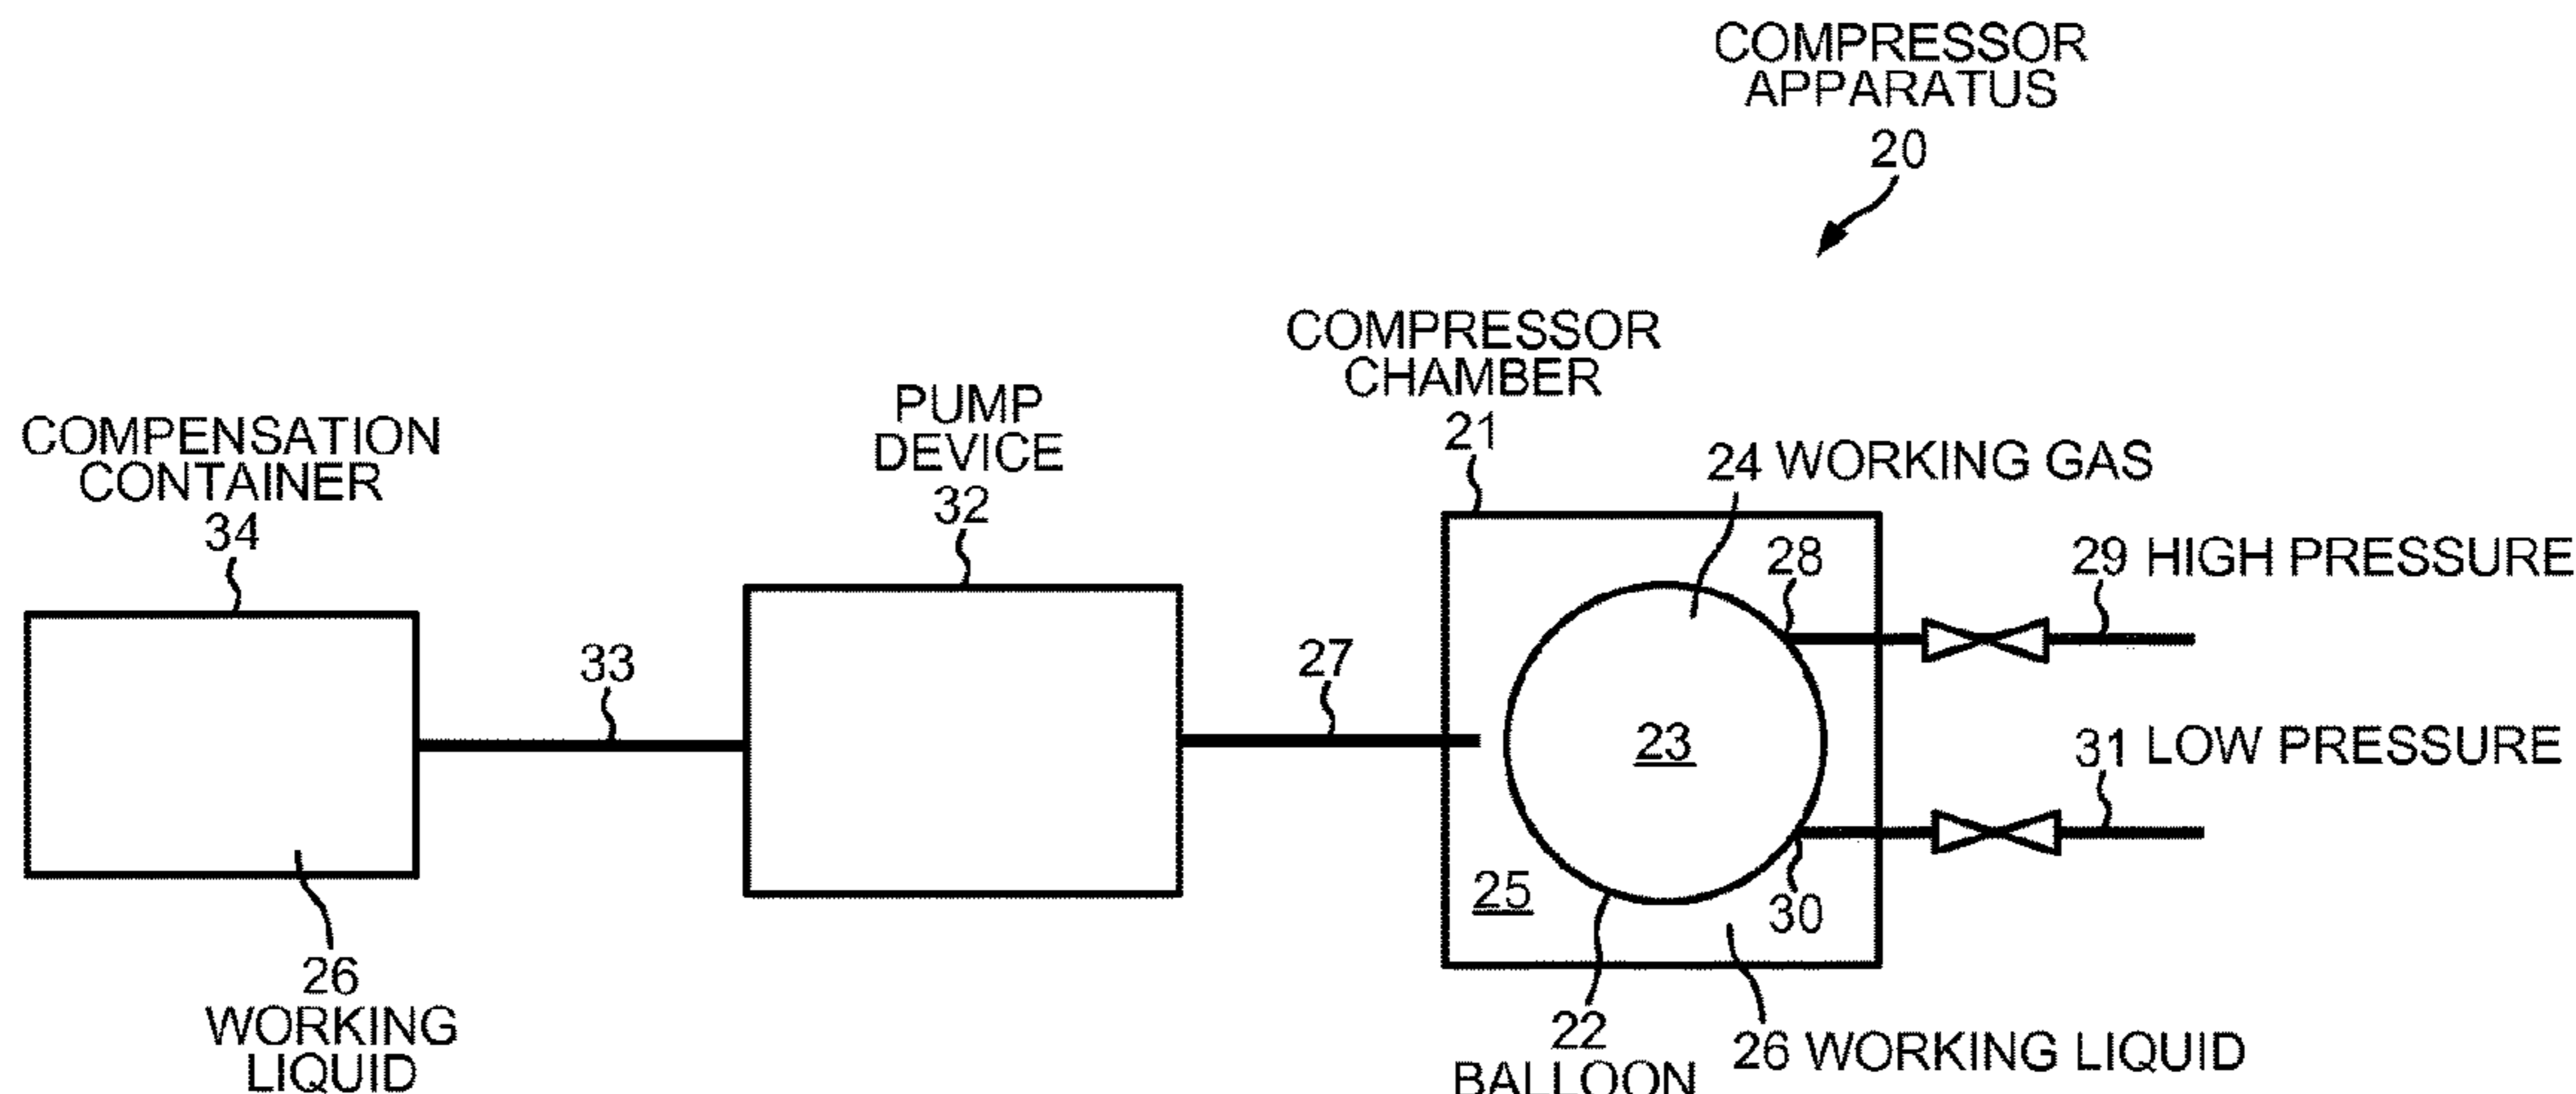 COMPRESSOR
APPARATUS
20
COMPRESSOR
CHAMBER
21
COMPENSATION
CONTAINER
34
PUMP
DEVICE
32
24 WORKING GAS
28
29 HIGH PRESSURE
33
27
23
31 LOW PRESSURE
25
30
26
WORKING
LIQUID
22
BALLOON
26 WORKING LIQUID